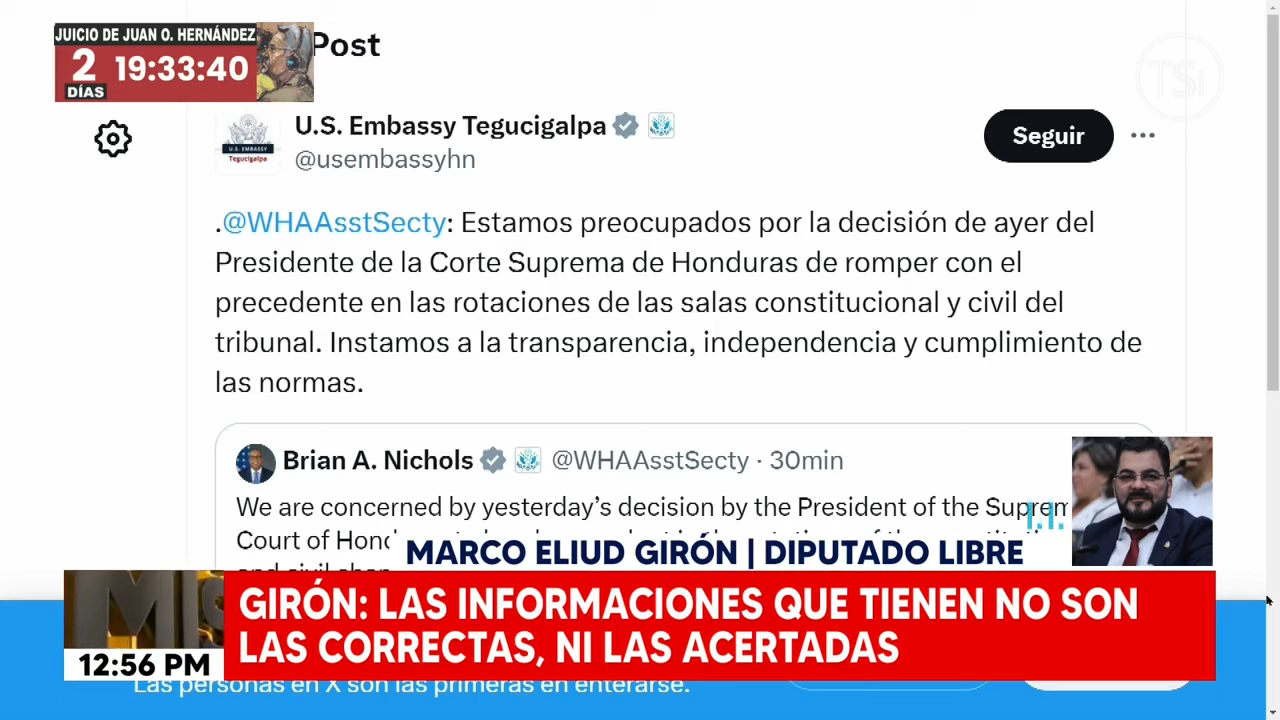 JUICIO DE JUAN O. HERNÁNDEZ
2 19:33:40
DÍAS
Post
TSi
U.S. Embassy Tegucigalpa
@usembassyhn
Seguir
U.S. EMBASSY
Tegucigalpa
.@WHAAsstSecty: Estamos preocupados por la decisión de ayer del
Presidente de la Corte Suprema de Honduras de romper con el
precedente en las rotaciones de las salas constitucional y civil del
tribunal. Instamos a la transparencia, independencia y cumplimiento de
las normas.
Brian A. Nichols @WHAAsstSecty · 30min
We are concerned by yesterday's decision by the President of the Suprem
Court of Hond
MARCO ELIUD GIRÓN | DIPUTADO LIBRE
GIRÓN: LAS INFORMACIONES QUE TIENEN NO SON
LAS CORRECTAS, NI LAS ACERTADAS
12:56 PM
Las personas en X son las primeras en enterarse.